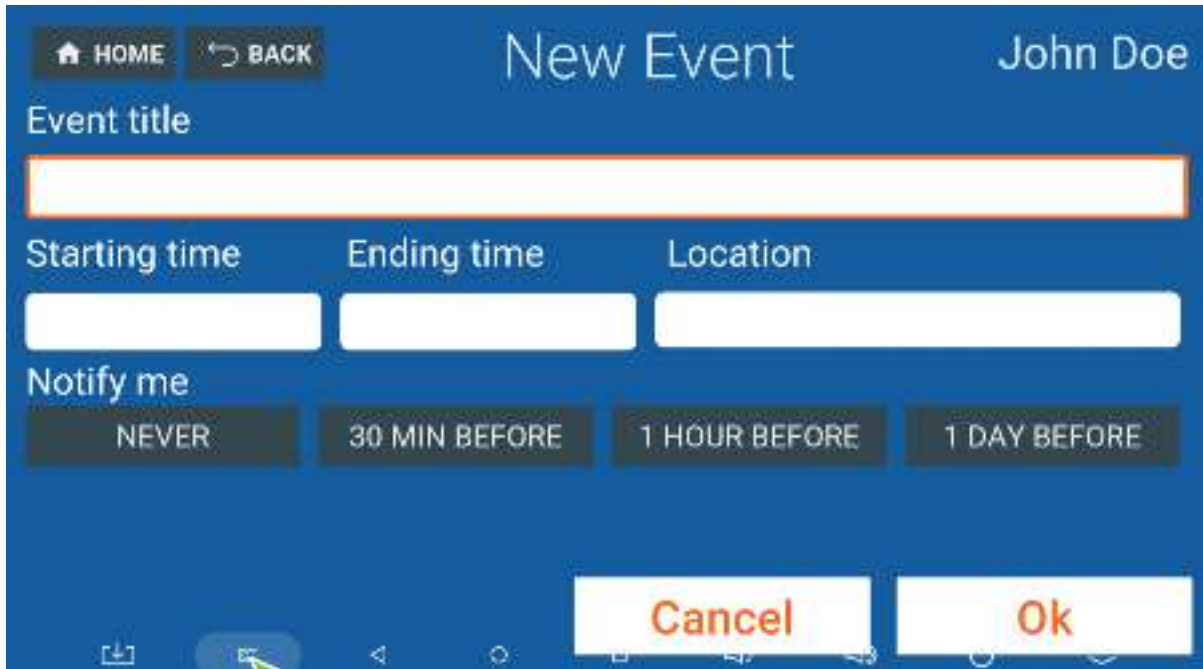 HOME BACK New Event John Doe
Event title
Starting time Ending time Location
Notify me
NEVER 30 MIN BEFORE 1 HOUR BEFORE 1 DAY BEFORE
Cancel Ok